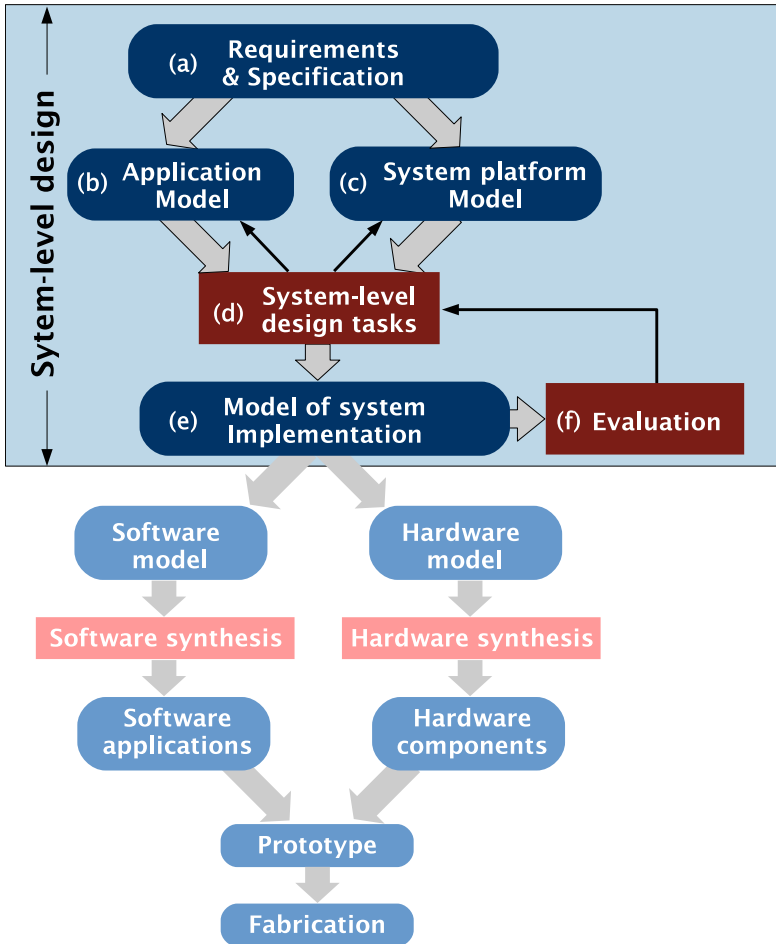 Sytem-level design
(a) Requirements
& Specification
(b) Application
Model
(c) System platform
Model
(d) System-level
design tasks
(e) Model of system
Implementation
(f) Evaluation
Software
model
Hardware
model
Software synthesis
Hardware synthesis
Software
applications
Hardware
components
Prototype
Fabrication